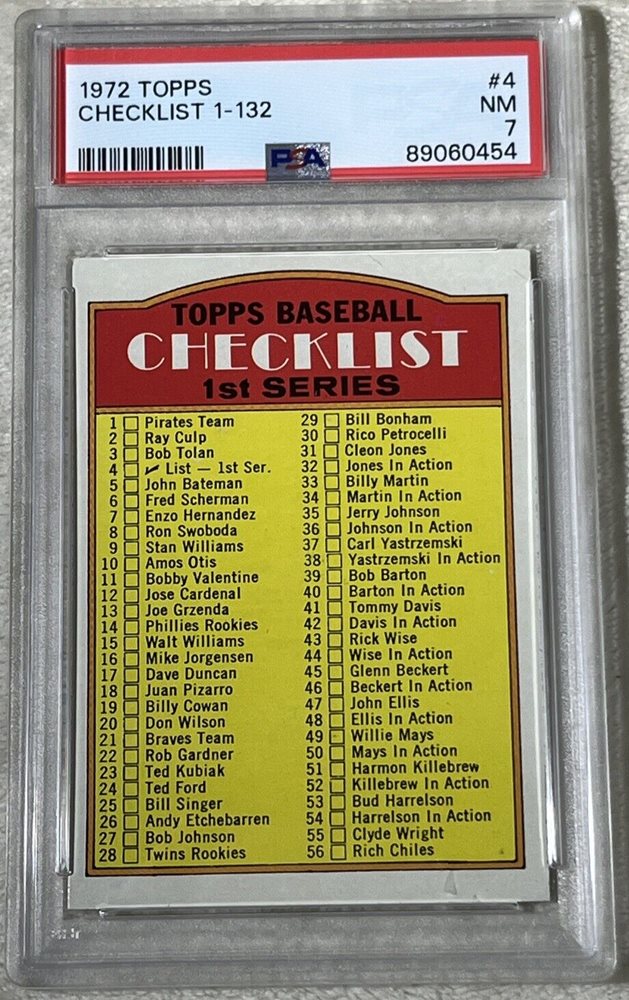 1972 TOPPS #4
CHECKLIST 1-132 NM
7
PSA 89060454
TOPPS BASEBALL
CHECKLIST
1st SERIES
1 Pirates Team
2 Ray Culp
3 Bob Tolan
4 ✓ List — 1st Ser.
5 John Bateman
6 Fred Scherman
7 Enzo Hernandez
8 Ron Swoboda
9 Stan Williams
10 Amos Otis
11 Bobby Valentine
12 Jose Cardenal
13 Joe Grzenda
14 Phillies Rookies
15 Walt Williams
16 Mike Jorgensen
17 Dave Duncan
18 Juan Pizarro
19 Billy Cowan
20 Don Wilson
21 Braves Team
22 Rob Gardner
23 Ted Kubiak
24 Ted Ford
25 Bill Singer
26 Andy Etchebarren
27 Bob Johnson
28 Twins Rookies
29 Bill Bonham
30 Rico Petrocelli
31 Cleon Jones
32 Jones In Action
33 Billy Martin
34 Martin In Action
35 Jerry Johnson
36 Johnson In Action
37 Carl Yastrzemski
38 Yastrzemski In Action
39 Bob Barton
40 Barton In Action
41 Tommy Davis
42 Davis In Action
43 Rick Wise
44 Wise In Action
45 Glenn Beckert
46 Beckert In Action
47 John Ellis
48 Ellis In Action
49 Willie Mays
50 Mays In Action
51 Harmon Killebrew
52 Killebrew In Action
53 Bud Harrelson
54 Harrelson In Action
55 Clyde Wright
56 Rich Chiles